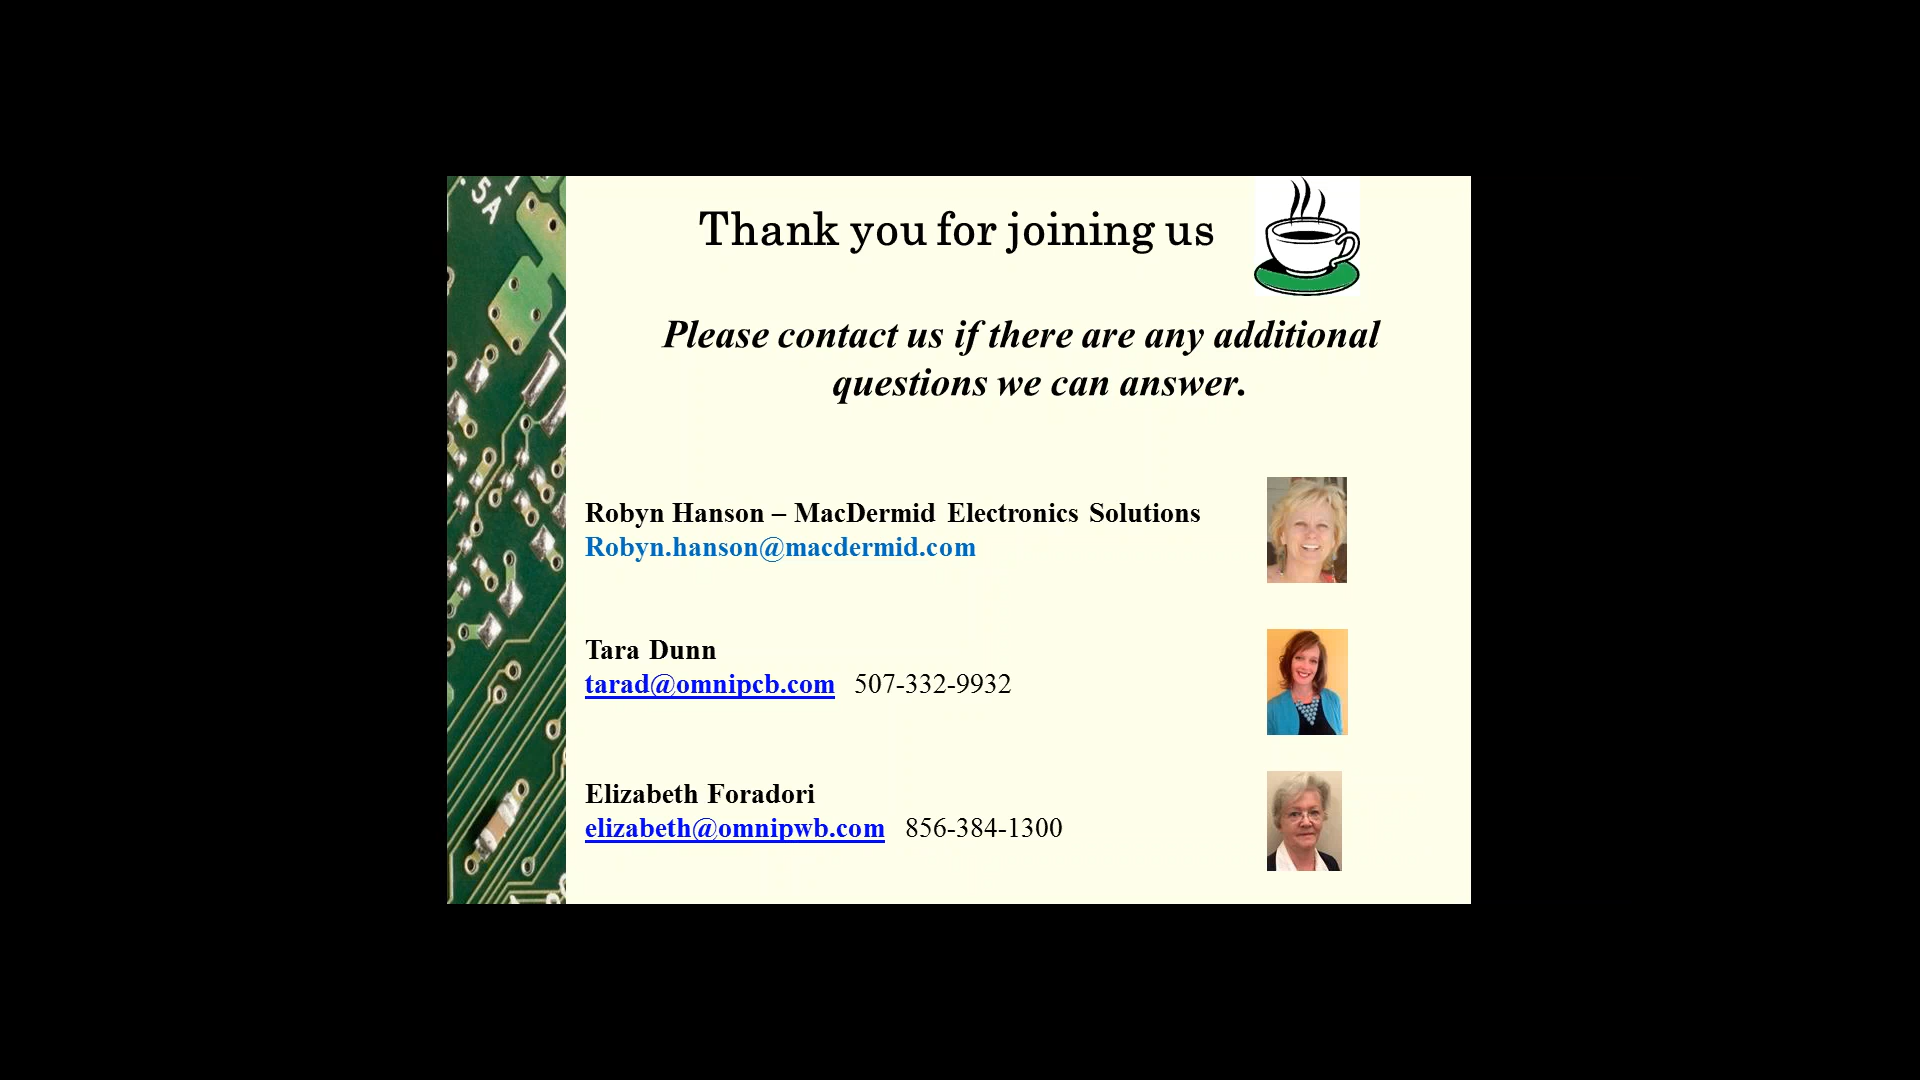 .5A
Thank you for joining us
Please contact us if there are any additional
questions we can answer.
Robyn Hanson – MacDermid Electronics Solutions
Robyn.hanson@macdermid.com
Tara Dunn
tarad@omnipcb.com 507-332-9932
Elizabeth Foradori
elizabeth@omnipwb.com 856-384-1300